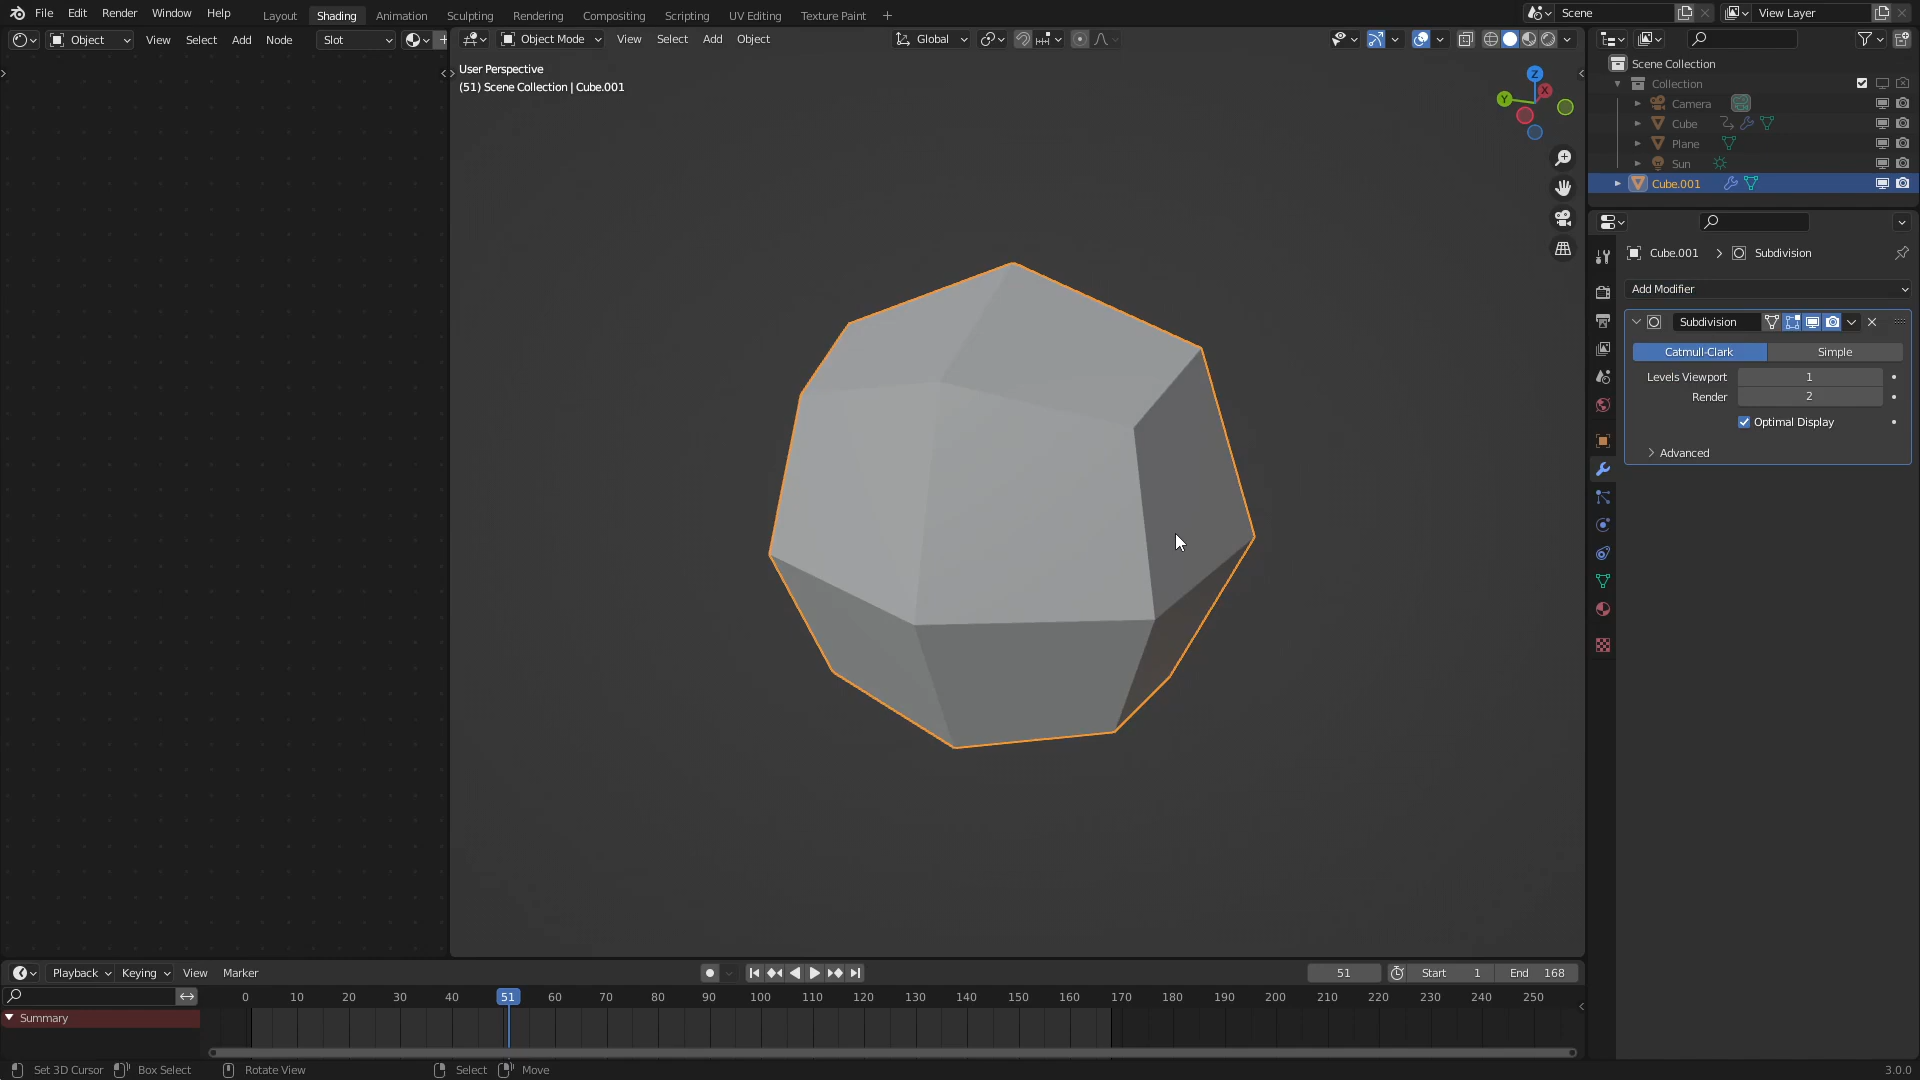 File Edit Render Window Help Layout Shading Animation Sculpting Rendering Compositing Scripting UV Editing Texture Paint Scene View Layer
Object View Select Add Node Slot Object Mode View Select Add Object Global
User Perspective
(51) Scene Collection | Cube.001
Z
Y
X
Scene Collection
Collection
Camera
Cube
Plane
Sun
Cube.001
Cube.001 > Subdivision
Add Modifier
Subdivision
Catmull-Clark Simple
Levels Viewport 1
Render 2
Optimal Display
Advanced
Playback Keying View Marker 51 Start 1 End 168
0 10 20 30 40 51 60 70 80 90 100 110 120 130 140 150 160 170 180 190 200 210 220 230 240 250
Summary
Set 3D Cursor Box Select Rotate View Select Move 3.0.0